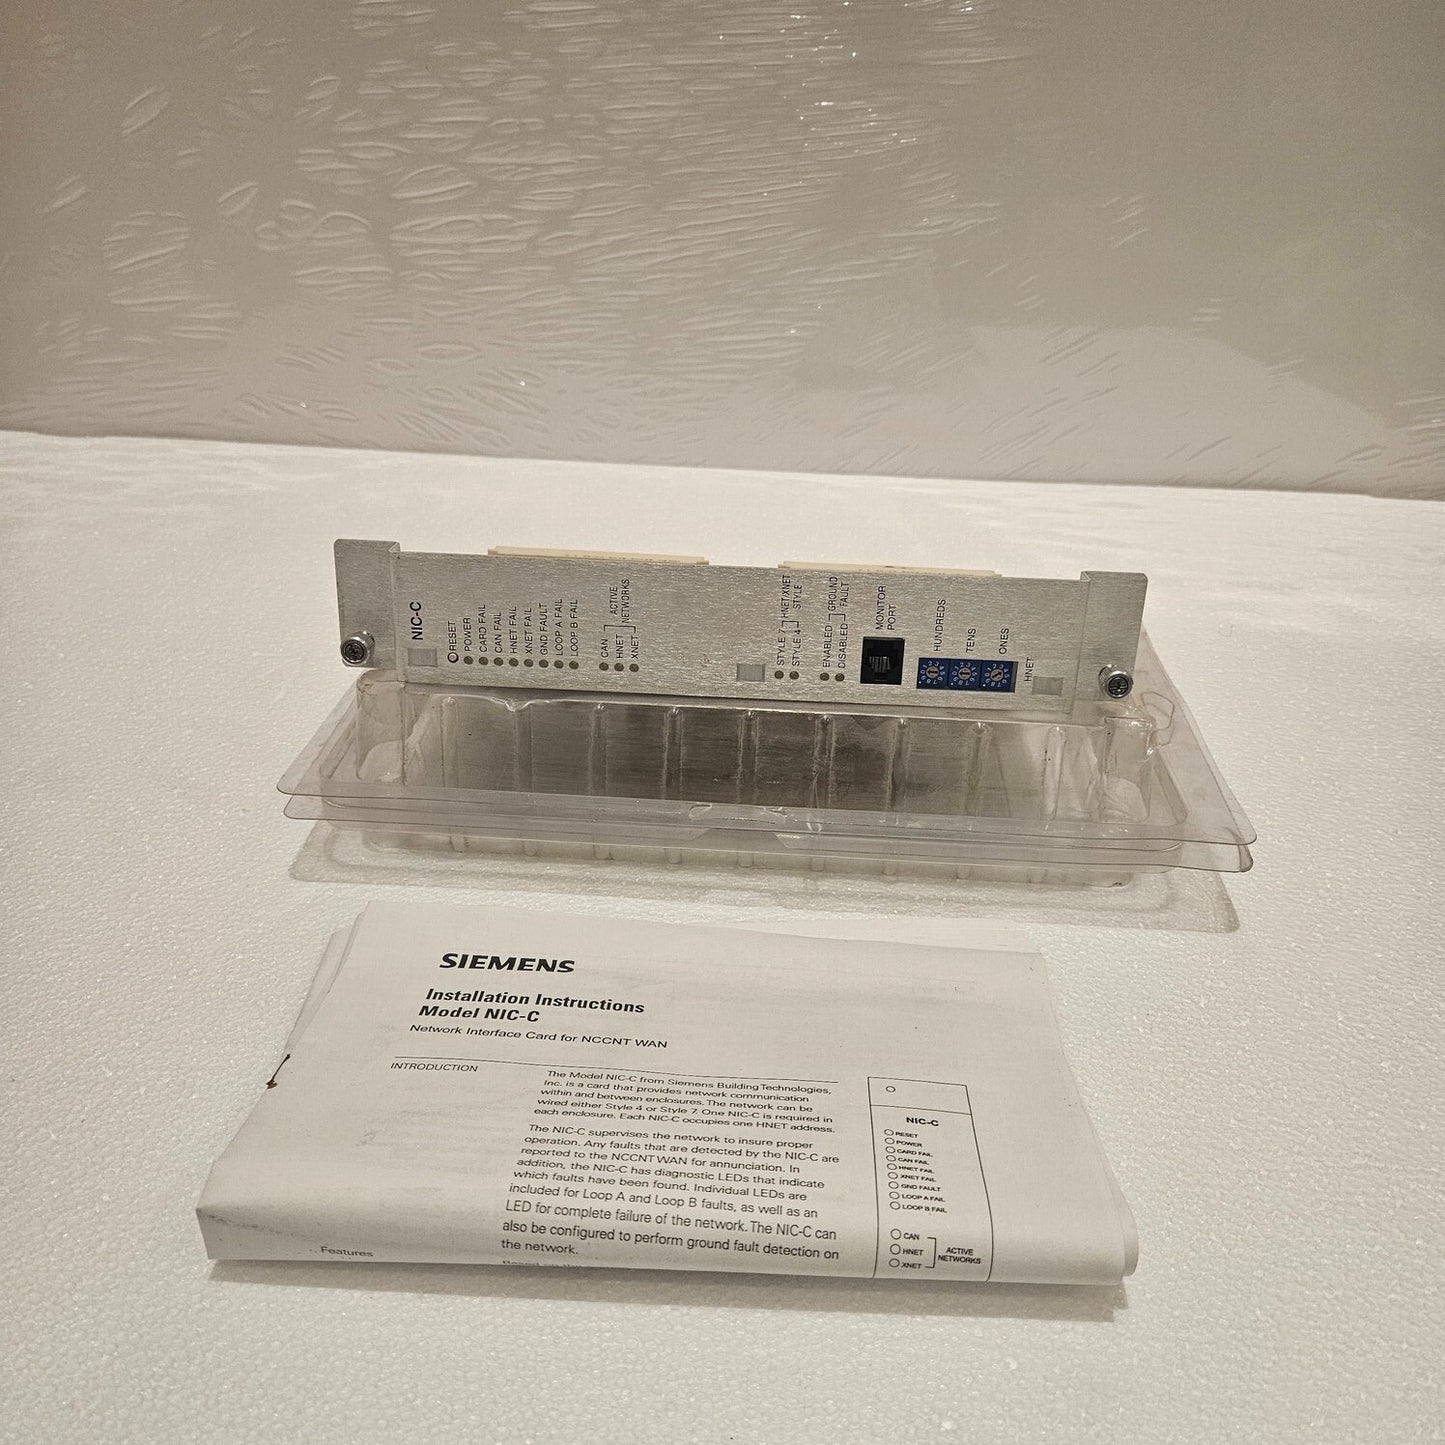 NIC-C
RESET
POWER
CARD FAIL
CAN FAIL
HNET FAIL
XNET FAIL
GND FAULT
LOOP A FAIL
LOOP B FAIL
CAN
HNET
XNET
ACTIVE
NETWORKS
STYLE 7
STYLE 4
HNET/XNET
STYLE
ENABLED
DISABLED
GROUND
FAULT
MONITOR
PORT
HUNDREDS
TENS
ONES
HNET
SIEMENS
Installation Instructions
Model NIC-C
Network Interface Card for NCCNT WAN
INTRODUCTION
The Model NIC-C from Siemens Building Technologies,
Inc. is a card that provides network communication
within and between enclosures. The network can be
wired either Style 4 or Style 7. One NIC-C is required in
each enclosure. Each NIC-C occupies one HNET address.
The NIC-C supervises the network to insure proper
operation. Any faults that are detected by the NIC-C are
reported to the NCCNT WAN for annunciation. In
addition, the NIC-C has diagnostic LEDs that indicate
which faults have been found. Individual LEDs are
included for Loop A and Loop B faults, as well as an
LED for complete failure of the network. The NIC-C can
also be configured to perform ground fault detection on
the network.
Features
NIC-C
RESET
POWER
CARD FAIL
CAN FAIL
HNET FAIL
XNET FAIL
GND FAULT
LOOP A FAIL
LOOP B FAIL
CAN
HNET
XNET
ACTIVE
NETWORKS